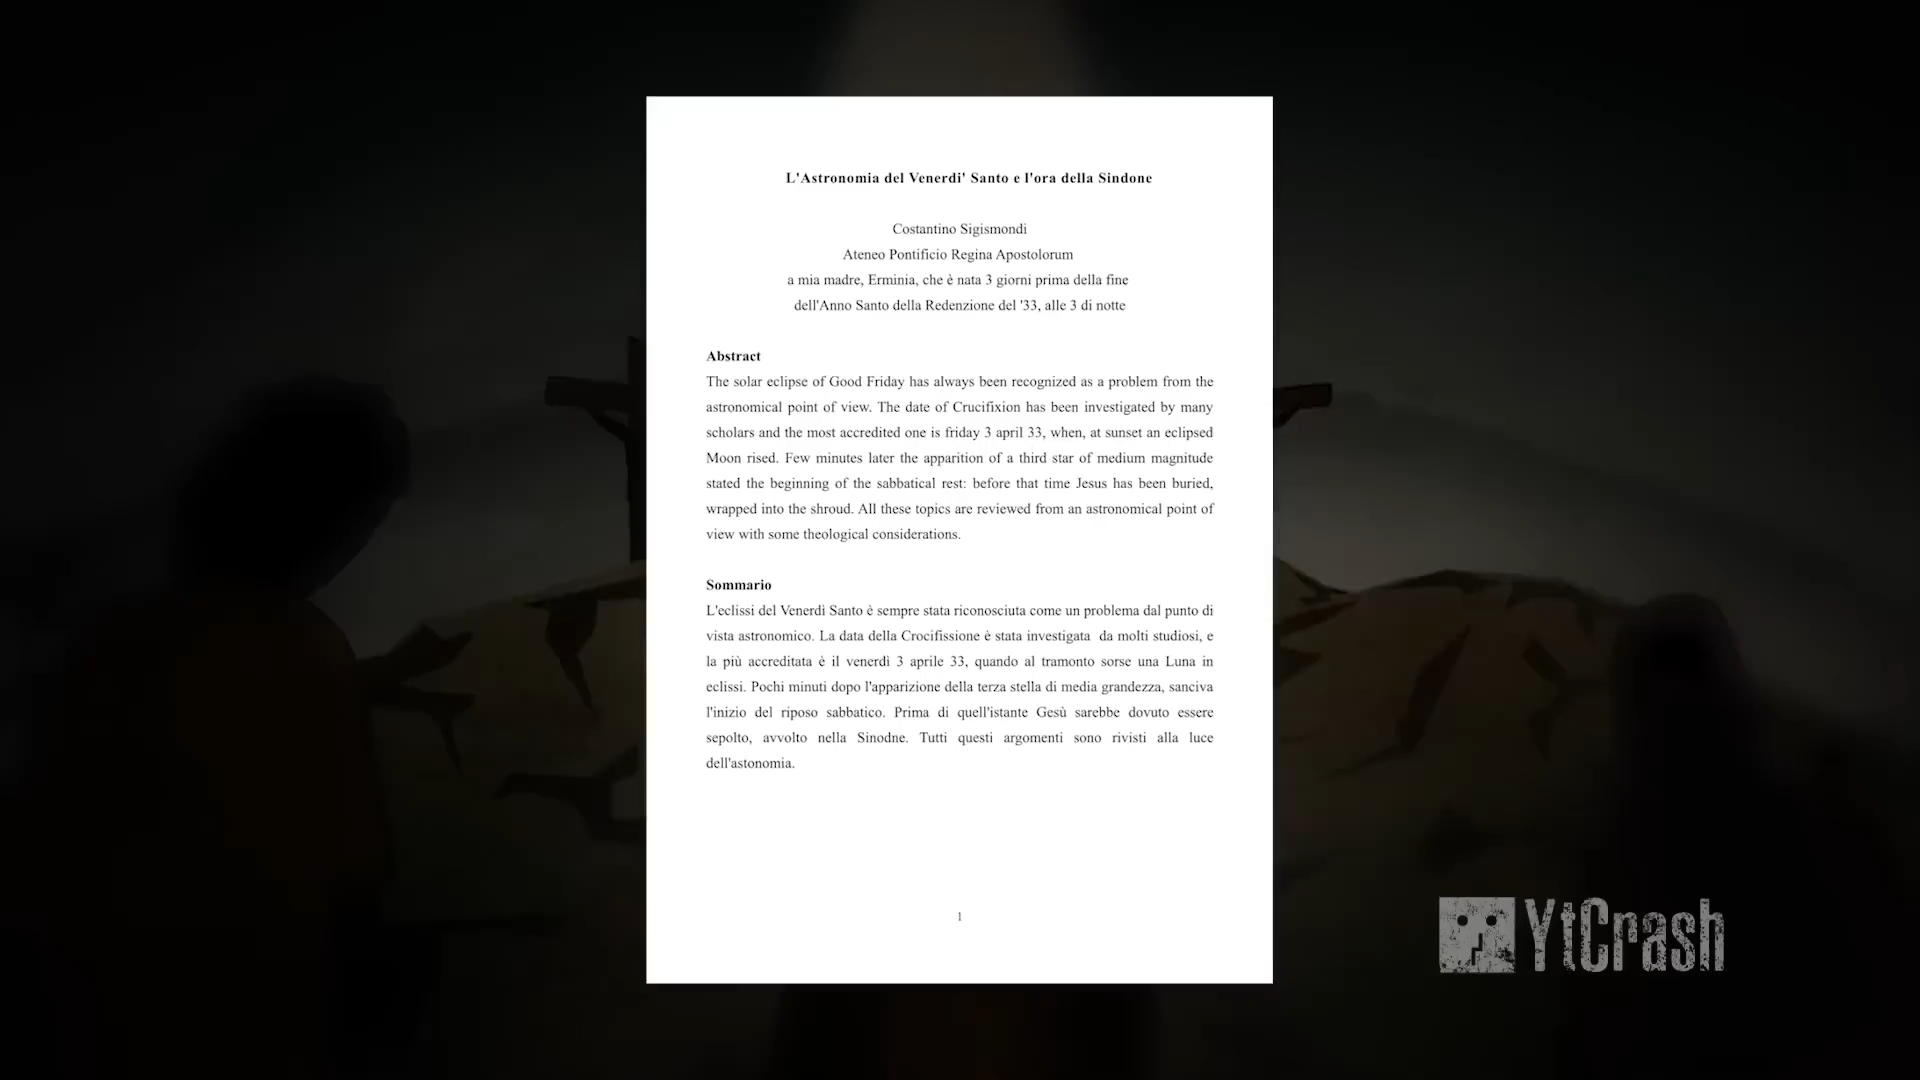 L'Astronomia del Venerdi' Santo e l'ora della Sindone
Costantino Sigismondi
Ateneo Pontificio Regina Apostolorum
a mia madre, Erminia, che è nata 3 giorni prima della fine
dell'Anno Santo della Redenzione del '33, alle 3 di notte
Abstract
The solar eclipse of Good Friday has always been recognized as a problem from the
astronomical point of view. The date of Crucifixion has been investigated by many
scholars and the most accredited one is friday 3 april 33, when, at sunset an eclipsed
Moon rised. Few minutes later the apparition of a third star of medium magnitude
stated the beginning of the sabbatical rest: before that time Jesus has been buried,
wrapped into the shroud. All these topics are reviewed from an astronomical point of
view with some theological considerations.
Sommario
L'eclissi del Venerdì Santo è sempre stata riconosciuta come un problema dal punto di
vista astronomico. La data della Crocifissione è stata investigata da molti studiosi, e
la più accreditata è il venerdì 3 aprile 33, quando al tramonto sorse una Luna in
eclissi. Pochi minuti dopo l'apparizione della terza stella di media grandezza, sanciva
l'inizio del riposo sabbatico. Prima di quell'istante Gesù sarebbe dovuto essere
sepolto, avvolto nella Sinodne. Tutti questi argomenti sono rivisti alla luce
dell'astonomia.
1
YtCrash